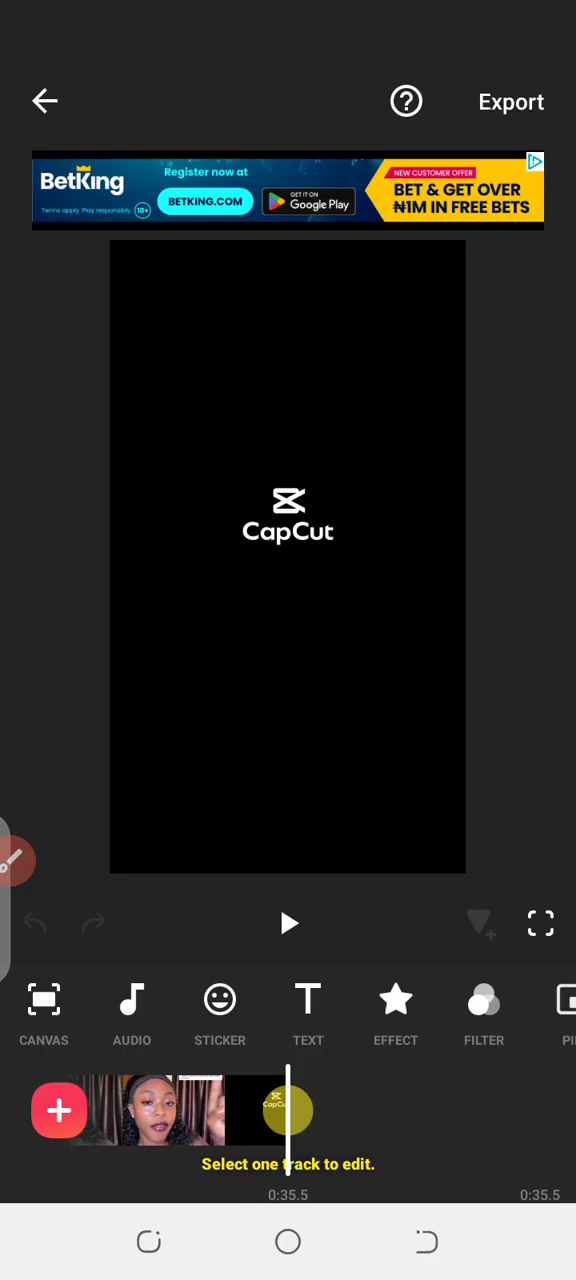 Export
BetKing
Register now at
BETKING.COM
GET IT ON
Google Play
Terms apply. Play responsibly. 18+
NEW CUSTOMER OFFER
BET & GET OVER
₦1M IN FREE BETS
CapCut
CANVAS
AUDIO
STICKER
TEXT
EFFECT
FILTER
PI
CapCu
Select one track to edit.
0:35.5
0:35.5